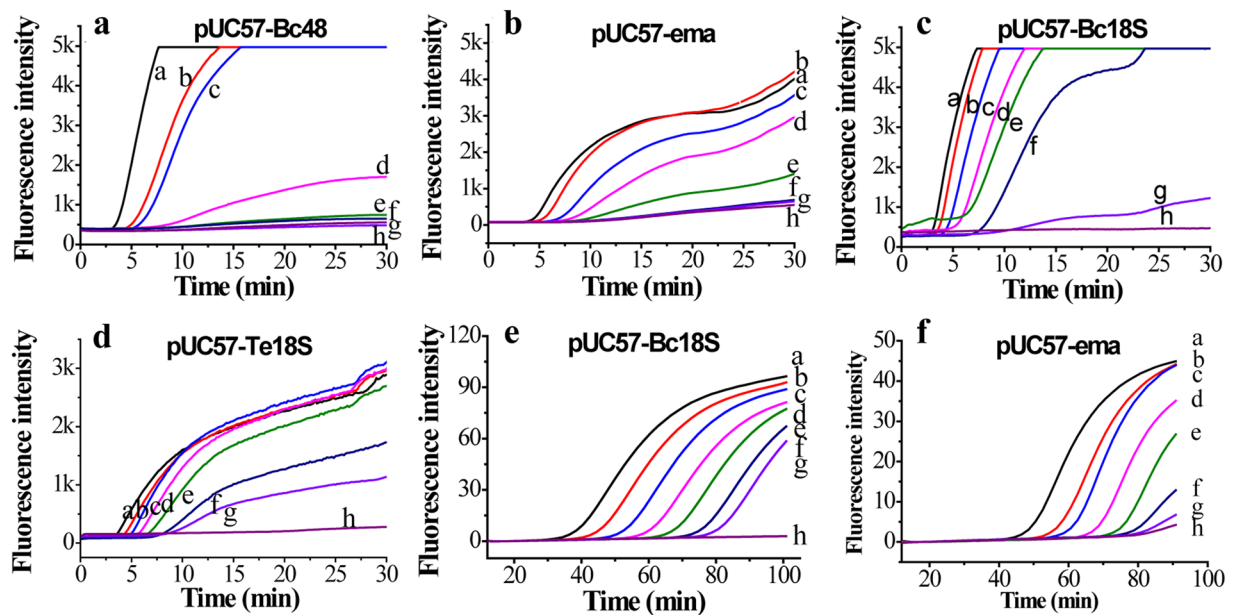 a
pUC57-Bc48
Fluorescence intensity
5k
4k
3k
2k
1k
0
a
b
c
d
e
f
g
h
0 5 10 15 20 25 30
Time (min)
b
pUC57-ema
Fluorescence intensity
5k
4k
3k
2k
1k
0
b
a
c
d
e
f
g
h
0 5 10 15 20 25 30
Time (min)
c
pUC57-Bc18S
Fluorescence intensity
5k
4k
3k
2k
1k
0
a
b
c
d
e
f
g
h
0 5 10 15 20 25 30
Time (min)
d
pUC57-Te18S
Fluorescence intensity
3k
2k
1k
0
a
b
c
d
e
f
g
h
0 5 10 15 20 25 30
Time (min)
e
pUC57-Bc18S
Fluorescence intensity
120
90
60
30
0
a
b
c
d
e
f
g
h
20 40 60 80 100
Time (min)
f
pUC57-ema
Fluorescence intensity
50
40
30
20
10
0
a
b
c
d
e
f
g
h
20 40 60 80 100
Time (min)